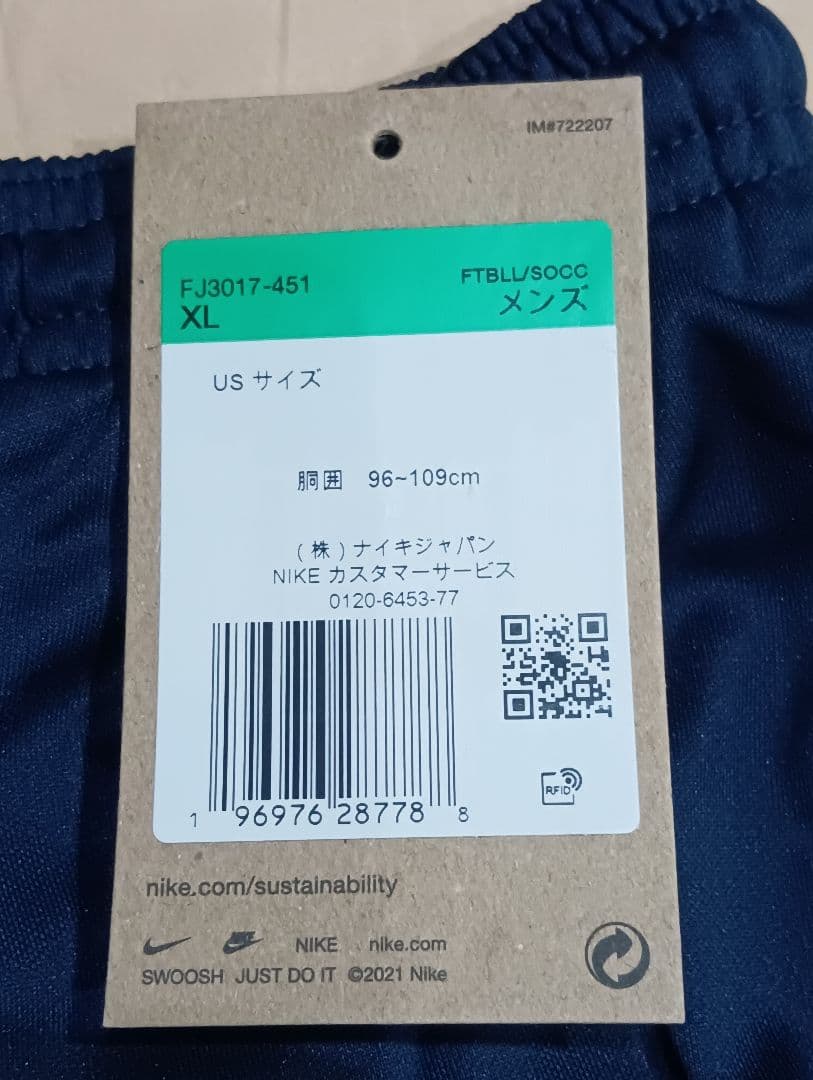 IM#722207
FJ3017-451
XL
FTBLL/SOCC
メンズ
US サイズ
胴囲 96~109cm
(株)ナイキジャパン
NIKE カスタマーサービス
0120-6453-77
1 96976 28778 8
RFID
nike.com/sustainability
NIKE nike.com
SWOOSH JUST DO IT ©2021 Nike